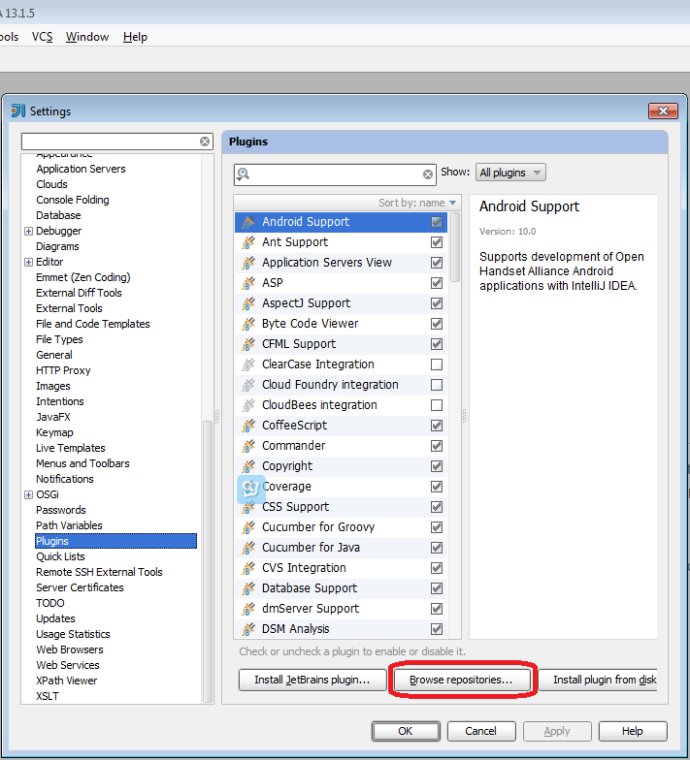 A 13.1.5
ools VCS Window Help
Settings
Plugins
Appearance
Application Servers
Clouds
Console Folding
Database
Debugger
Diagrams
Editor
Emmet (Zen Coding)
External Diff Tools
External Tools
File and Code Templates
File Types
General
HTTP Proxy
Images
Intentions
JavaFX
Keymap
Live Templates
Menus and Toolbars
Notifications
OSGi
Passwords
Path Variables
Plugins
Quick Lists
Remote SSH External Tools
Server Certificates
TODO
Updates
Usage Statistics
Web Browsers
Web Services
XPath Viewer
XSLT
Show: All plugins
Sort by: name
Android Support
Ant Support
Application Servers View
ASP
AspectJ Support
Byte Code Viewer
CFML Support
ClearCase Integration
Cloud Foundry integration
CloudBees integration
CoffeeScript
Commander
Copyright
Coverage
CSS Support
Cucumber for Groovy
Cucumber for Java
CVS Integration
Database Support
dmServer Support
DSM Analysis
Android Support
Version: 10.0
Supports development of Open
Handset Alliance Android
applications with IntelliJ IDEA.
Check or uncheck a plugin to enable or disable it.
Install JetBrains plugin... Browse repositories... Install plugin from disk
OK Cancel Apply Help